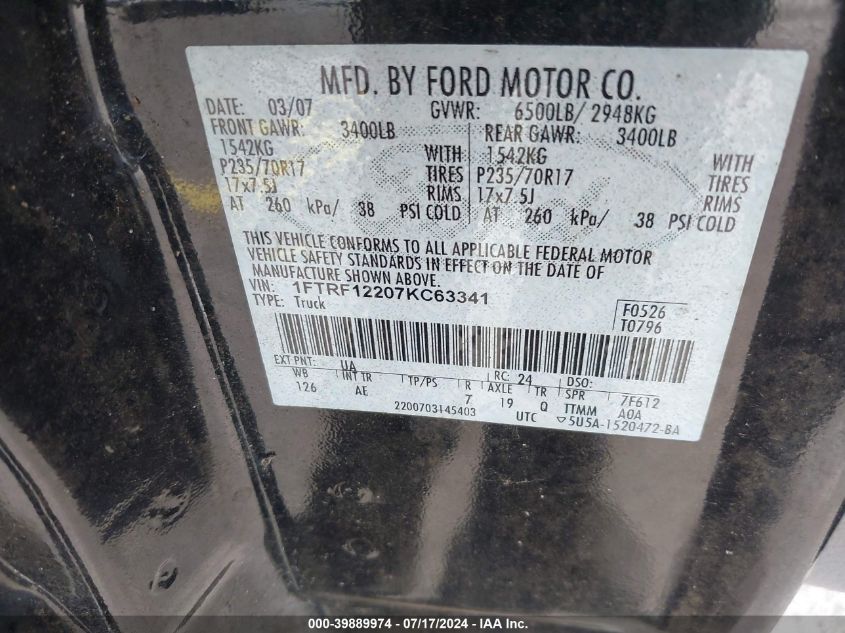 MFD. BY FORD MOTOR CO.
DATE: 03/07 GVWR: 6500LB/ 2948KG
FRONT GAWR: 3400LB REAR GAWR: 3400LB
1542KG WITH 1542KG WITH
P235/70R17 TIRES P235/70R17 TIRES
17x7.5J RIMS 17x7.5J RIMS
AT 260 kPa/ 38 PSI COLD AT 260 kPa/ 38 PSI COLD
THIS VEHICLE CONFORMS TO ALL APPLICABLE FEDERAL MOTOR
VEHICLE SAFETY STANDARDS IN EFFECT ON THE DATE OF
MANUFACTURE SHOWN ABOVE.
VIN: 1FTRF12207KC63341
TYPE: Truck
F0526
T0796
EXT PNT: UA RC: 24 DSO:
WB INT TR TP/PS R AXLE TR SPR 7F612
126 AE 7 19 Q TTMM A0A
2200703145403 UTC ▽5U5A-1520472-BA
000-39889974 / 07/17/2024 - IAA Inc.